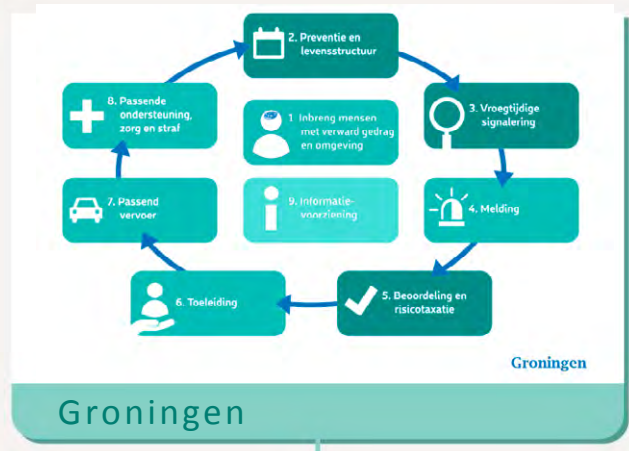 2. Preventie en
levensstructuur
8. Passende
ondersteuning,
zorg en straf
1 Inbreng mensen
met verward gedrag
en omgeving
3. Vroegtijdige
signalering
7. Passend
vervoer
9. Informatie-
voorziening
4. Melding
6. Toeleiding
5. Beoordeling en
risicotaxatie
Groningen
Groningen